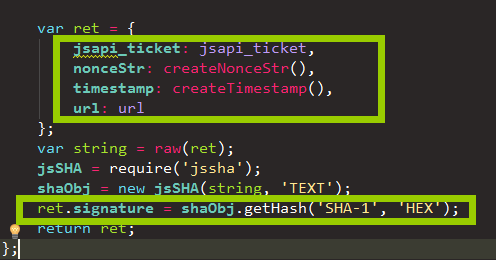 var ret = {
jsapi_ticket: jsapi_ticket,
nonceStr: createNonceStr(),
timestamp: createTimestamp(),
url: url
};
var string = raw(ret);
jsSHA = require('jssha');
shaObj = new jsSHA(string, 'TEXT');
ret.signature = shaObj.getHash('SHA-1', 'HEX');
return ret;
};